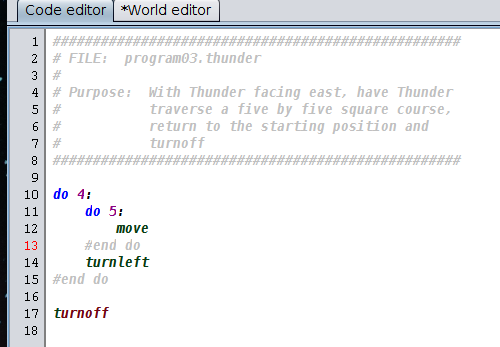 Code editor *World editor
1 ###################################################
2 # FILE:  program03.thunder
3 #
4 # Purpose:  With Thunder facing east, have Thunder
5 #           traverse a five by five square course,
6 #           return to the starting position and
7 #           turnoff
8 ###################################################
9
10 do 4:
11     do 5:
12         move
13     #end do
14     turnleft
15 #end do
16
17 turnoff
18